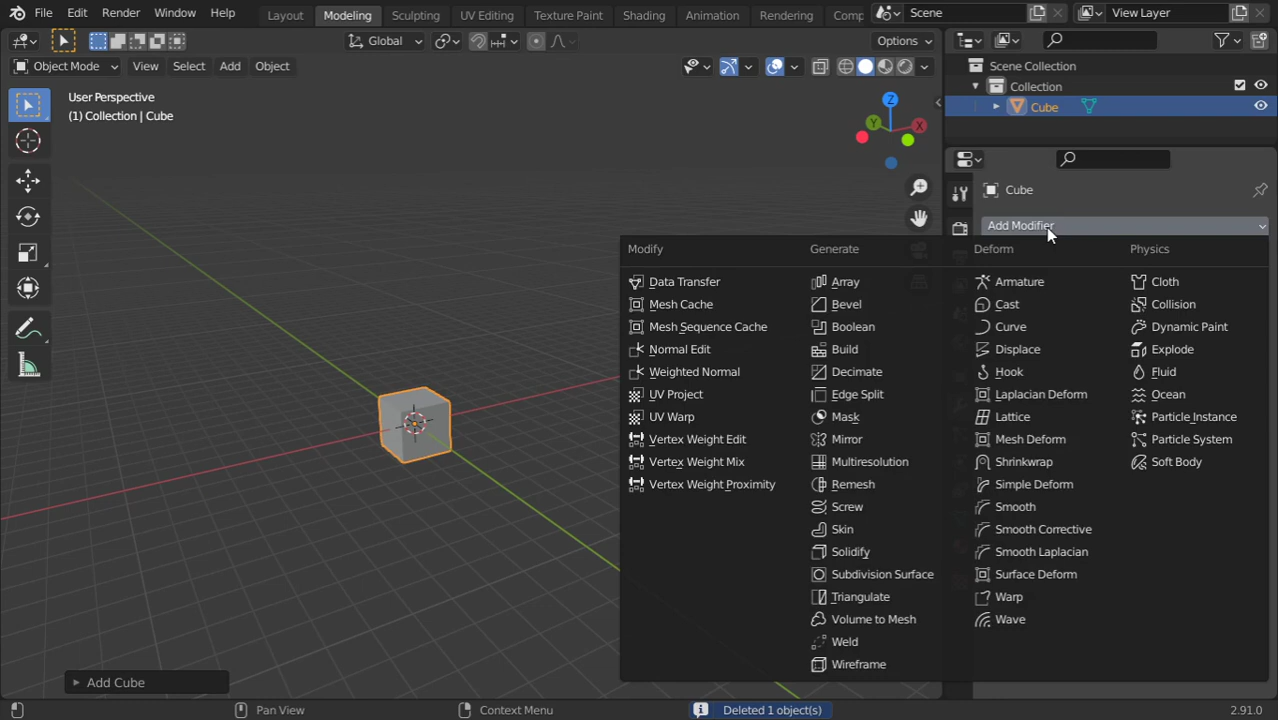 File Edit Render Window Help Layout Modeling Sculpting UV Editing Texture Paint Shading Animation Rendering Comp Scene View Layer
Global Options
Object Mode View Select Add Object
Scene Collection
Collection
Cube
User Perspective
(1) Collection | Cube
Z
Y
X
Cube
Add Modifier
Modify Generate Deform Physics
Data Transfer Array Armature Cloth
Mesh Cache Bevel Cast Collision
Mesh Sequence Cache Boolean Curve Dynamic Paint
Normal Edit Build Displace Explode
Weighted Normal Decimate Hook Fluid
UV Project Edge Split Laplacian Deform Ocean
UV Warp Mask Lattice Particle Instance
Vertex Weight Edit Mirror Mesh Deform Particle System
Vertex Weight Mix Multiresolution Shrinkwrap Soft Body
Vertex Weight Proximity Remesh Simple Deform
Screw Smooth
Skin Smooth Corrective
Solidify Smooth Laplacian
Subdivision Surface Surface Deform
Triangulate Warp
Volume to Mesh Wave
Weld
Wireframe
Add Cube
Pan View Context Menu Deleted 1 object(s) 2.91.0